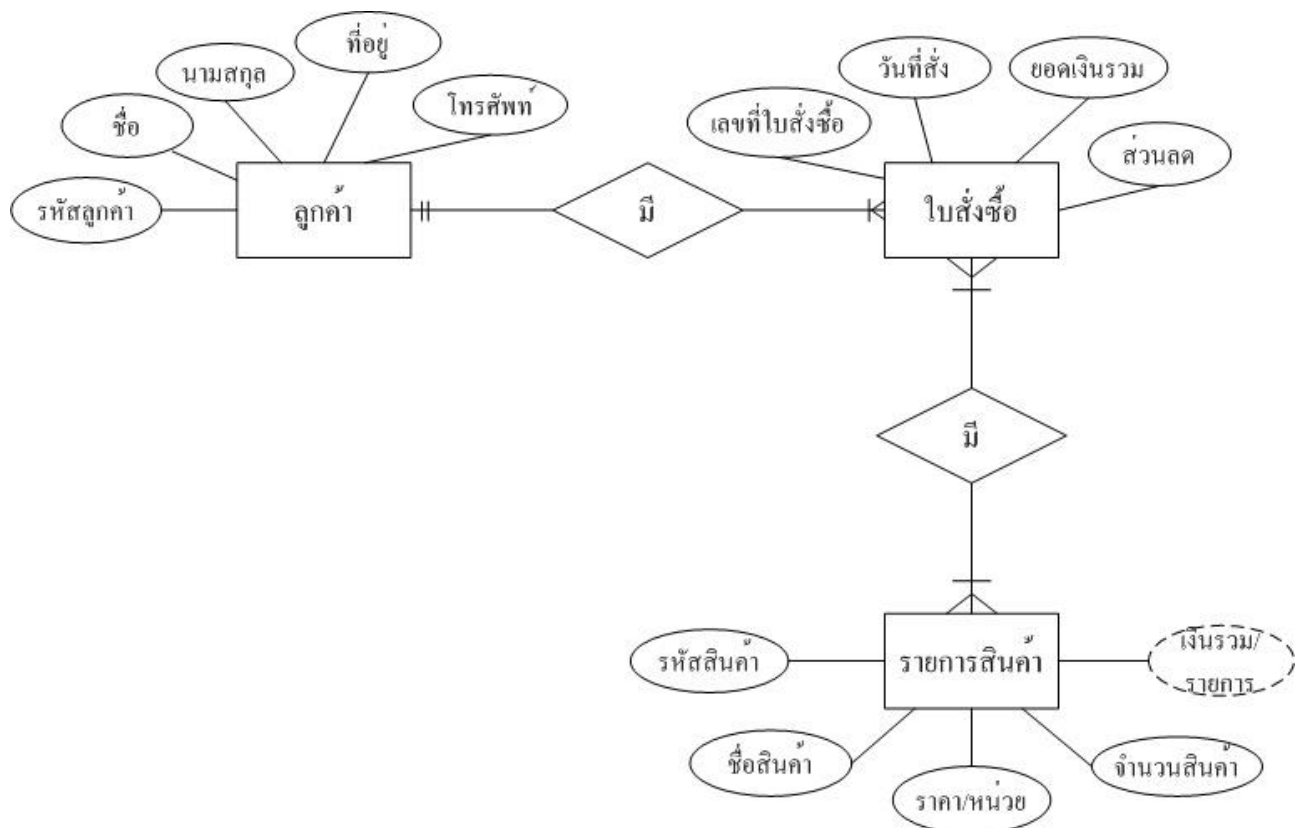 ที่อยู่
นามสกุล
ชื่อ
โทรศัพท์
รหัสลูกค้า
ลูกค้า
มี
วันที่สั่ง
ยอดเงินรวม
เลขที่ใบสั่งซื้อ
ส่วนลด
ใบสั่งซื้อ
มี
รหัสสินค้า
รายการสินค้า
เงินรวม/
รายการ
ชื่อสินค้า
ราคา/หน่วย
จำนวนสินค้า